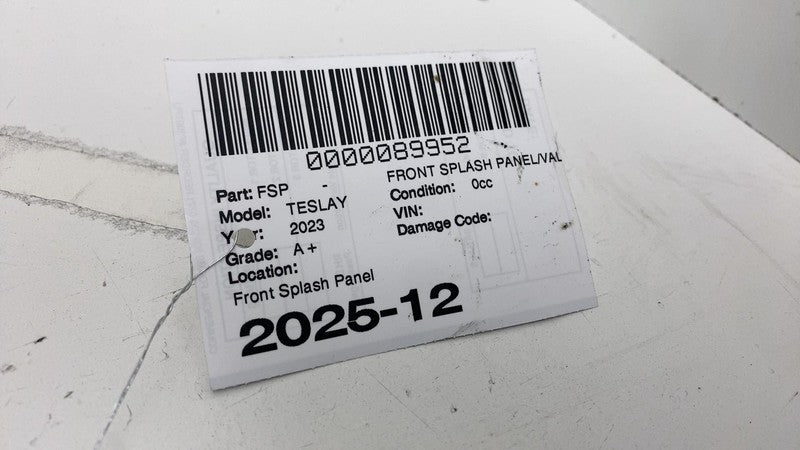 0000089952
Part: FSP - FRONT SPLASH PANEL/VAL
Model: TESLAY Condition: 0cc
Year: 2023 VIN:
Grade: A+ Damage Code:
Location:
Front Splash Panel
2025-12